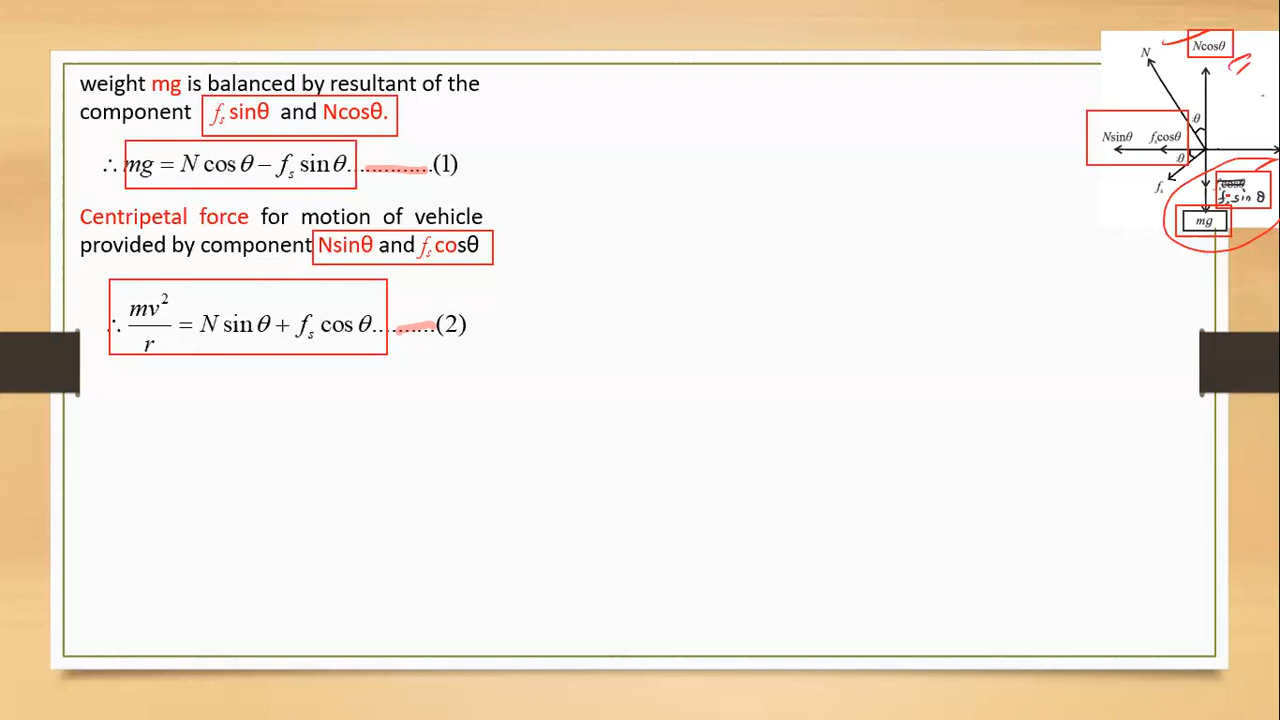 weight mg is balanced by resultant of the
component fₛ sinθ and Ncosθ.
∴ mg = N cos θ − fₛ sin θ.............(1)
Centripetal force for motion of vehicle
provided by component Nsinθ and fₛ cosθ
∴ mv²/r = N sin θ + fₛ cos θ..........(2)
Ncosθ
N
θ
Nsinθ fₛcosθ
θ
fₛ
fₛ sin θ
mg